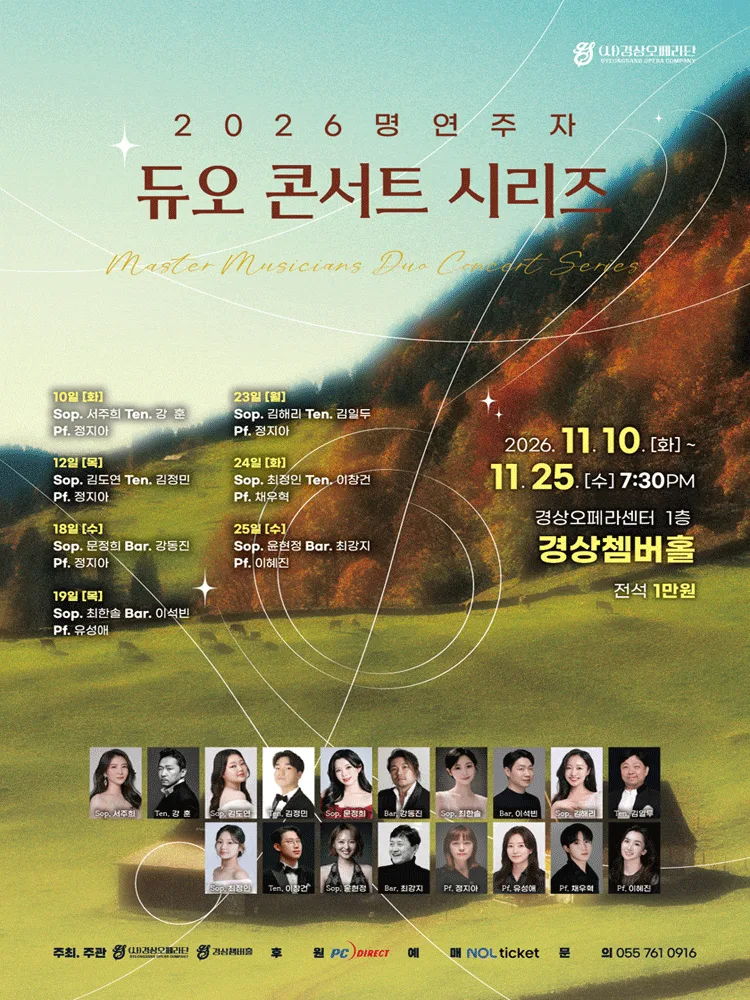 (사)경상오페라단
GYEONGSANG OPERA COMPANY
2026 명연주자
듀오 콘서트 시리즈
Master Musicians Duo Concert Series
10일 [화]
Sop. 서주희 Ten. 강 훈
Pf. 정지아
12일 [목]
Sop. 김도연 Ten. 김정민
Pf. 정지아
18일 [수]
Sop. 문정희 Bar. 강동진
Pf. 정지아
19일 [목]
Sop. 최한솔 Bar. 이석빈
Pf. 유성애
23일 [월]
Sop. 김해리 Ten. 김일두
Pf. 정지아
24일 [화]
Sop. 최정인 Ten. 이창건
Pf. 채우혁
25일 [수]
Sop. 윤현정 Bar. 최강지
Pf. 이혜진
2026. 11. 10. [화] ~
11. 25. [수] 7:30PM
경상오페라센터 1층
경상쳄버홀
전석 1만원
Sop. 서주희 Ten. 강 훈 Sop. 김도연 Ten. 김정민 Sop. 문정희 Bar. 강동진 Sop. 최한솔 Bar. 이석빈 Sop. 김해리 Ten. 김일두
Sop. 최정인 Ten. 이창건 Sop. 윤현정 Bar. 최강지 Pf. 정지아 Pf. 유성애 Pf. 채우혁 Pf. 이혜진
주최. 주관 (사)경상오페라단 GYEONGSANG OPERA COMPANY 경상쳄버홀 후 원 PC DIRECT 예 매 NOL ticket 문 의 055 761 0916